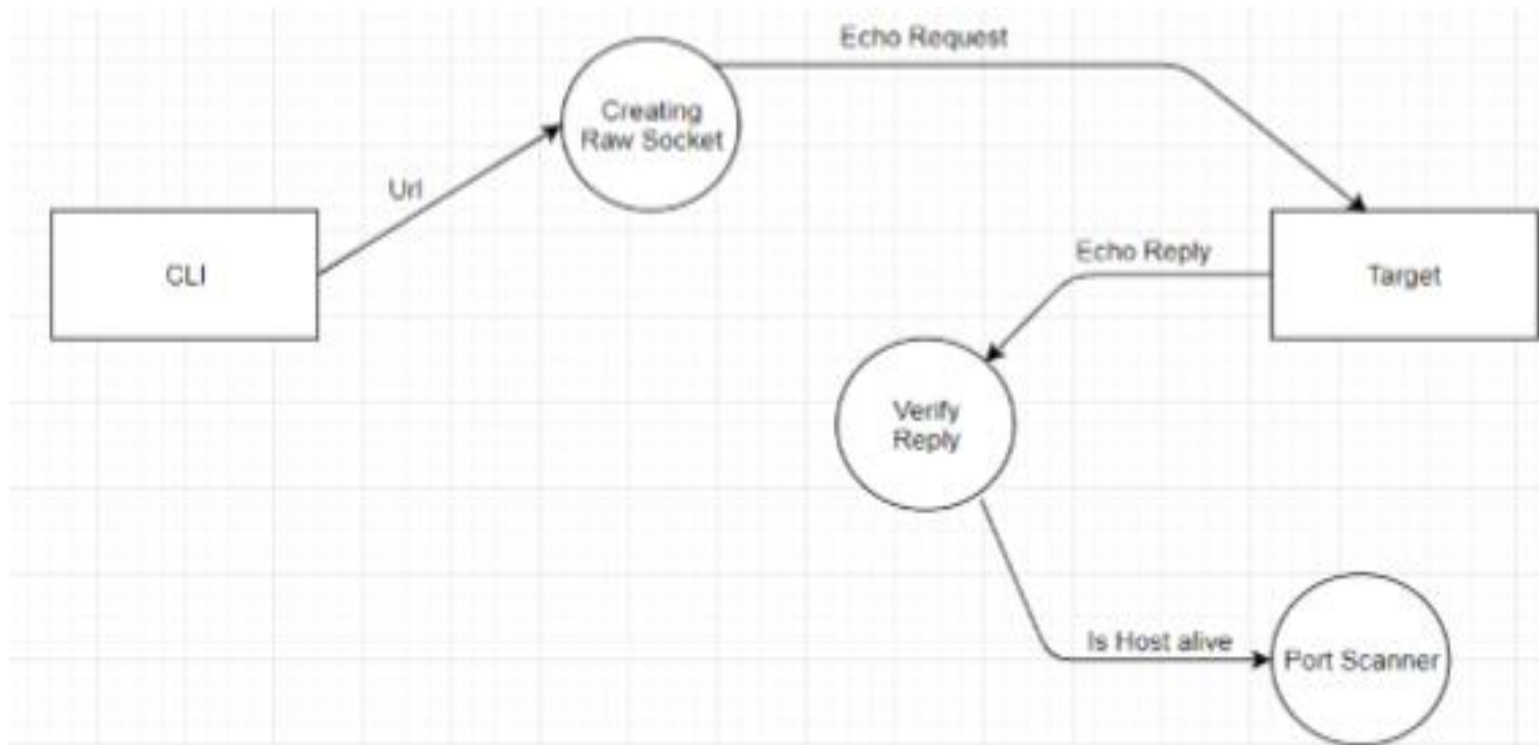 Echo Request
Creating
Raw Socket
Url
CLI
Echo Reply
Target
Verify
Reply
Is Host alive
Port Scanner